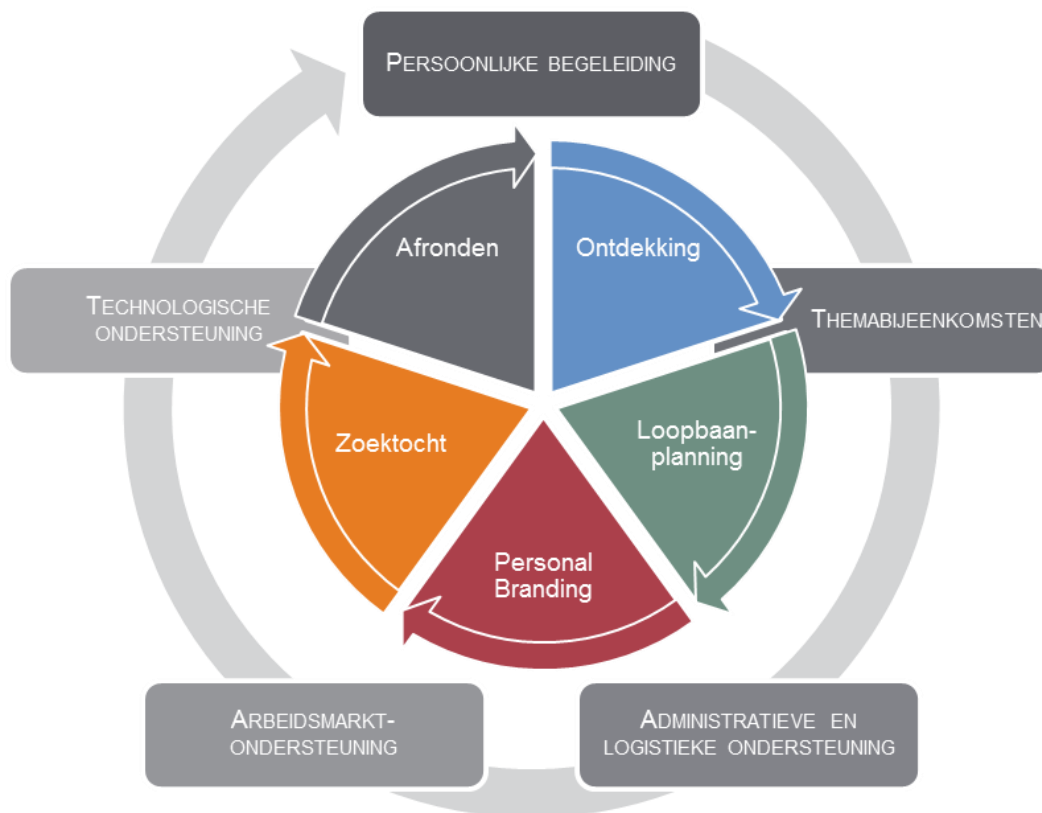 PERSOONLIJKE BEGELEIDING
Afronden
Ontdekking
TECHNOLOGISCHE
ONDERSTEUNING
THEMABIJEENKOMSTEN
Zoektocht
Loopbaan-
planning
Personal
Branding
ARBEIDSMARKT-
ONDERSTEUNING
ADMINISTRATIEVE EN
LOGISTIEKE ONDERSTEUNING